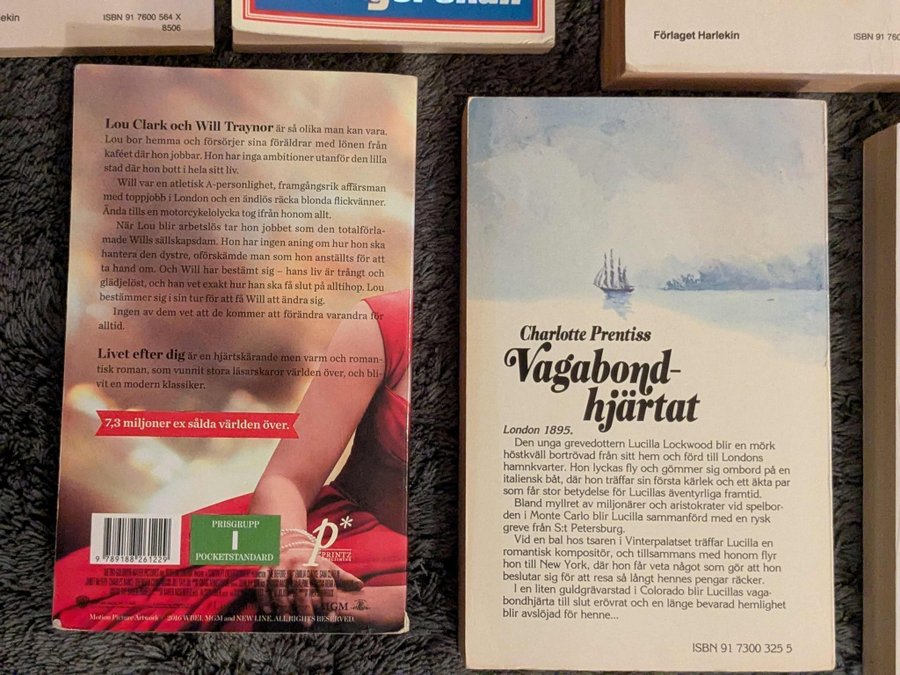 ekin
ISBN 91 7600 564 X
8506
Förlaget Harlekin
ISBN 91 760
Lou Clark och Will Traynor är så olika man kan vara.
Lou bor hemma och försörjer sina föräldrar med lönen från
kaféet där hon jobbar. Hon har inga ambitioner utanför den lilla
stad där hon bott i hela sitt liv.
Will var en atletisk A-personlighet, framgångsrik affärsman
med toppjobb i London och en ändlös räcka blonda flickvänner.
Ända tills en motorcykelolycka tog ifrån honom allt.
När Lou blir arbetslös tar hon jobbet som den totalförla-
made Wills sällskapsdam. Hon har ingen aning om hur hon ska
hantera den dystre, oförskämde man som hon anställts för att
ta hand om. Och Will har bestämt sig – hans liv är trångt och
glädjelöst, och han vet exakt hur han ska få slut på alltihop. Lou
bestämmer sig i sin tur för att få Will att ändra sig.
Ingen av dem vet att de kommer att förändra varandra för
alltid.
Livet efter dig är en hjärtskärande men varm och roman-
tisk roman, som vunnit stora läsarskaror världen över, och bli-
vit en modern klassiker.
7,3 miljoner ex sålda världen över.
PRISGRUPP
I
POCKETSTANDARD
p*
PRINTZ
9 789188 261229
MGM
Motion Picture Artwork © 2016 WBEI, MGM and NEW LINE. ALL RIGHTS RESERVED.
Charlotte Prentiss
Vagabond-
hjärtat
London 1895.
Den unga grevedottern Lucilla Lockwood blir en mörk
höstkväll bortrövad från sitt hem och förd till Londons
hamnkvarter. Hon lyckas fly och gömmer sig ombord på en
italiensk båt, där hon träffar sin första kärlek och ett äkta par
som får stor betydelse för Lucillas äventyrliga framtid.
Bland myllret av miljonärer och aristokrater vid spelbor-
den i Monte Carlo blir Lucilla sammanförd med en rysk
greve från S:t Petersburg.
Vid en bal hos tsaren i Vinterpalatset träffar Lucilla en
romantisk kompositör, och tillsammans med honom flyr
hon till New York, där hon får veta något som gör att hon
beslutar sig för att resa så långt hennes pengar räcker.
I en liten guldgrävarstad i Colorado blir Lucillas vaga-
bondhjärta till slut erövrat och en länge bevarad hemlighet
blir avslöjad för henne...
ISBN 91 7300 325 5